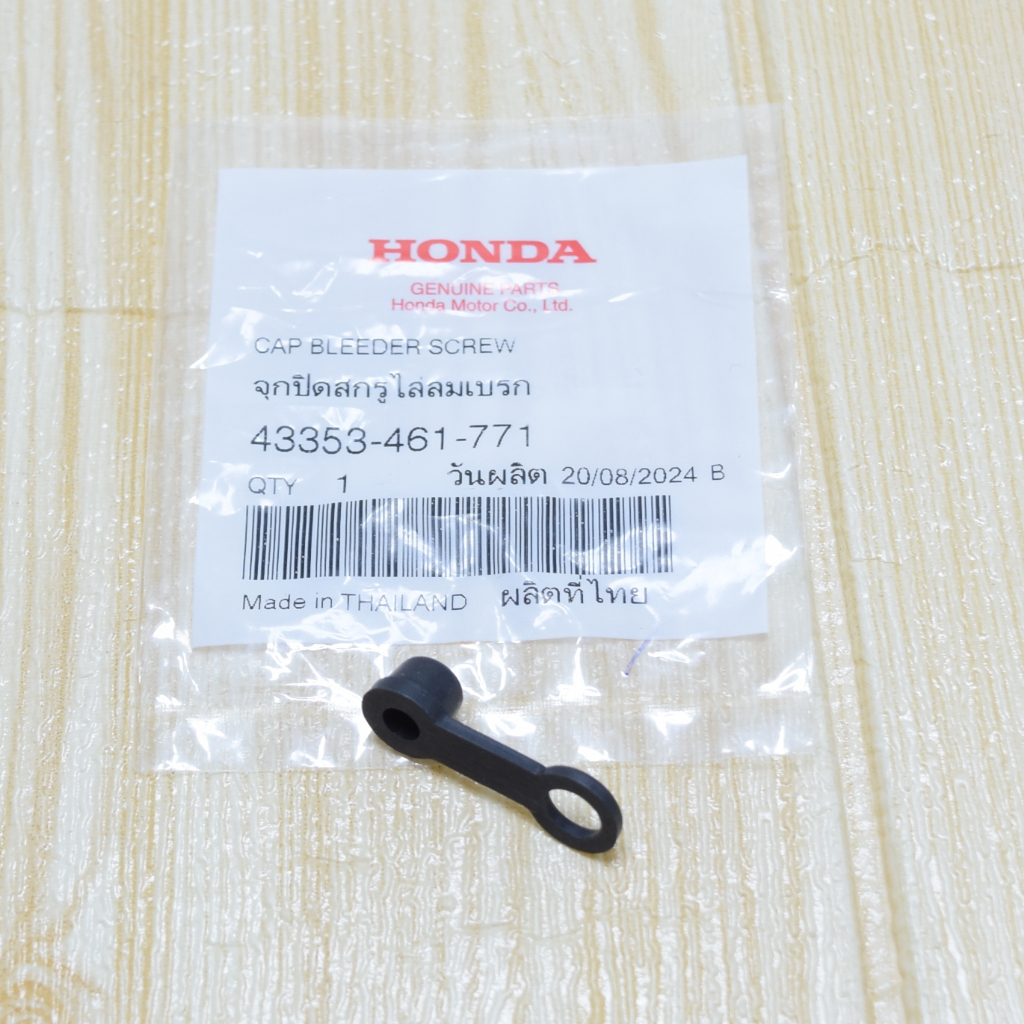 HONDA
GENUINE PARTS
Honda Motor Co., Ltd.
CAP BLEEDER SCREW
จุกปิดสกรูไล่ลมเบรก
43353-461-771
QTY 1 วันผลิต 20/08/2024 B
Made in THAILAND ผลิตที่ไทย